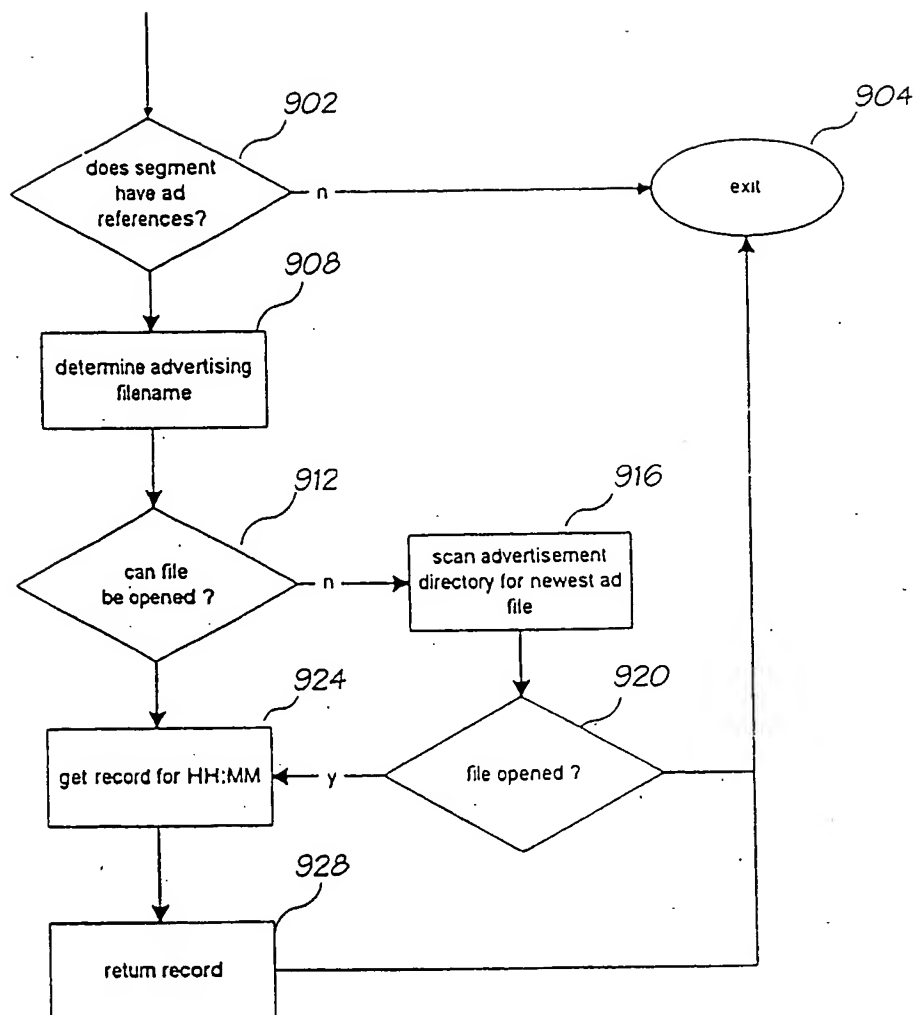 902
904
does segment
have ad
references?
n
exit
908
determine advertising
filename
912
916
can file
be opened ?
n
scan advertisement
directory for newest ad
file
924
920
get record for HH:MM
y
file opened ?
928
return record